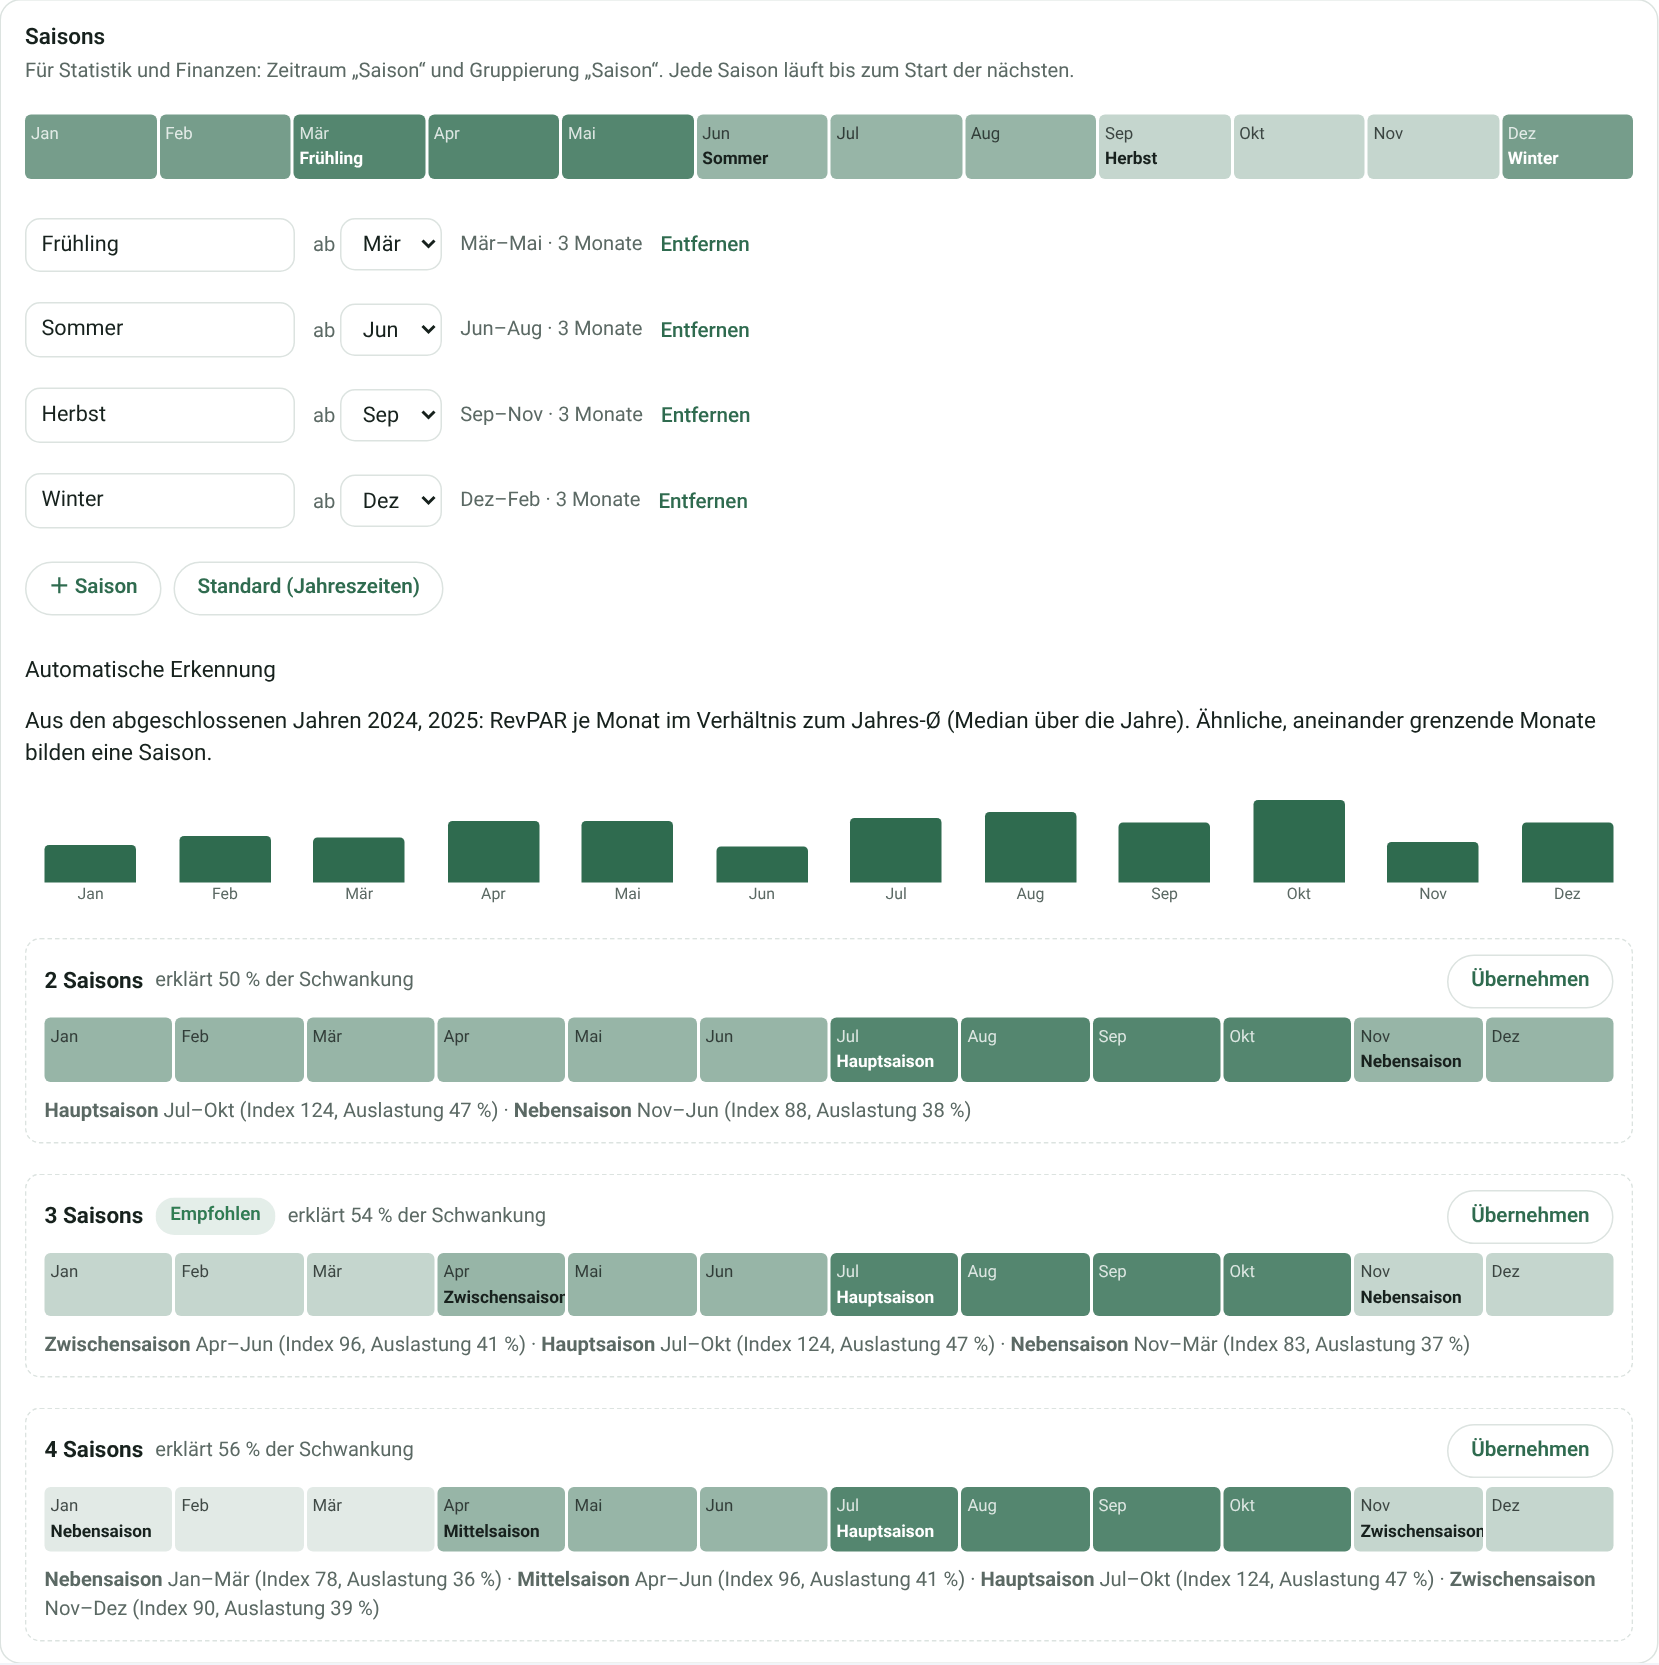 Saisons
Für Statistik und Finanzen: Zeitraum „Saison“ und Gruppierung „Saison“. Jede Saison läuft bis zum Start der nächsten.
Jan Feb Mär Apr Mai Jun Jul Aug Sep Okt Nov Dez
Frühling Sommer Herbst Winter
Frühling ab Mär Mär–Mai · 3 Monate Entfernen
Sommer ab Jun Jun–Aug · 3 Monate Entfernen
Herbst ab Sep Sep–Nov · 3 Monate Entfernen
Winter ab Dez Dez–Feb · 3 Monate Entfernen
+ Saison Standard (Jahreszeiten)
Automatische Erkennung
Aus den abgeschlossenen Jahren 2024, 2025: RevPAR je Monat im Verhältnis zum Jahres-Ø (Median über die Jahre). Ähnliche, aneinander grenzende Monate
bilden eine Saison.
Jan Feb Mär Apr Mai Jun Jul Aug Sep Okt Nov Dez
2 Saisons erklärt 50 % der Schwankung Übernehmen
Jan Feb Mär Apr Mai Jun Jul Aug Sep Okt Nov Dez
Hauptsaison Nebensaison
Hauptsaison Jul–Okt (Index 124, Auslastung 47 %) · Nebensaison Nov–Jun (Index 88, Auslastung 38 %)
3 Saisons Empfohlen erklärt 54 % der Schwankung Übernehmen
Jan Feb Mär Apr Mai Jun Jul Aug Sep Okt Nov Dez
Zwischensaison Hauptsaison Nebensaison
Zwischensaison Apr–Jun (Index 96, Auslastung 41 %) · Hauptsaison Jul–Okt (Index 124, Auslastung 47 %) · Nebensaison Nov–Mär (Index 83, Auslastung 37 %)
4 Saisons erklärt 56 % der Schwankung Übernehmen
Jan Feb Mär Apr Mai Jun Jul Aug Sep Okt Nov Dez
Nebensaison Mittelsaison Hauptsaison Zwischensaison
Nebensaison Jan–Mär (Index 78, Auslastung 36 %) · Mittelsaison Apr–Jun (Index 96, Auslastung 41 %) · Hauptsaison Jul–Okt (Index 124, Auslastung 47 %) · Zwischensaison
Nov–Dez (Index 90, Auslastung 39 %)